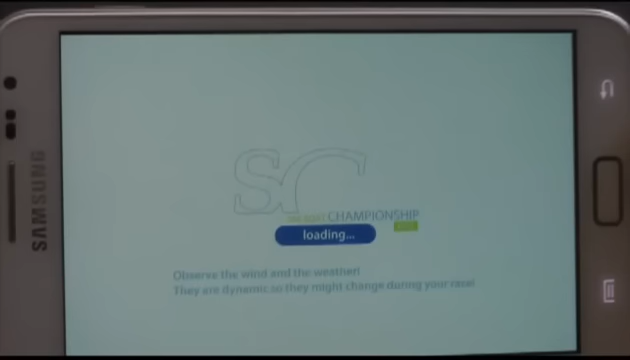 SAMSUNG
SC
CHAMPIONSHIP
loading...
Observe the wind and the weather!
They are dynamic so they might change during your race!